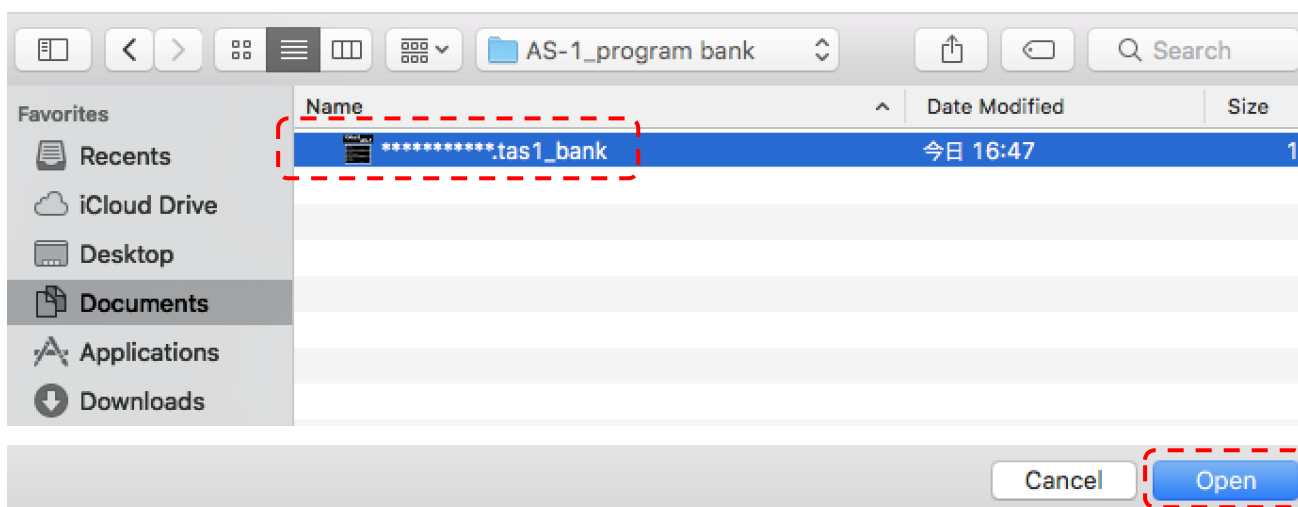 AS-1_program bank
Search
Favorites
Name
Date Modified
Size
Recents
***********.tas1_bank
今日 16:47
1
iCloud Drive
Desktop
Documents
Applications
Downloads
Cancel
Open